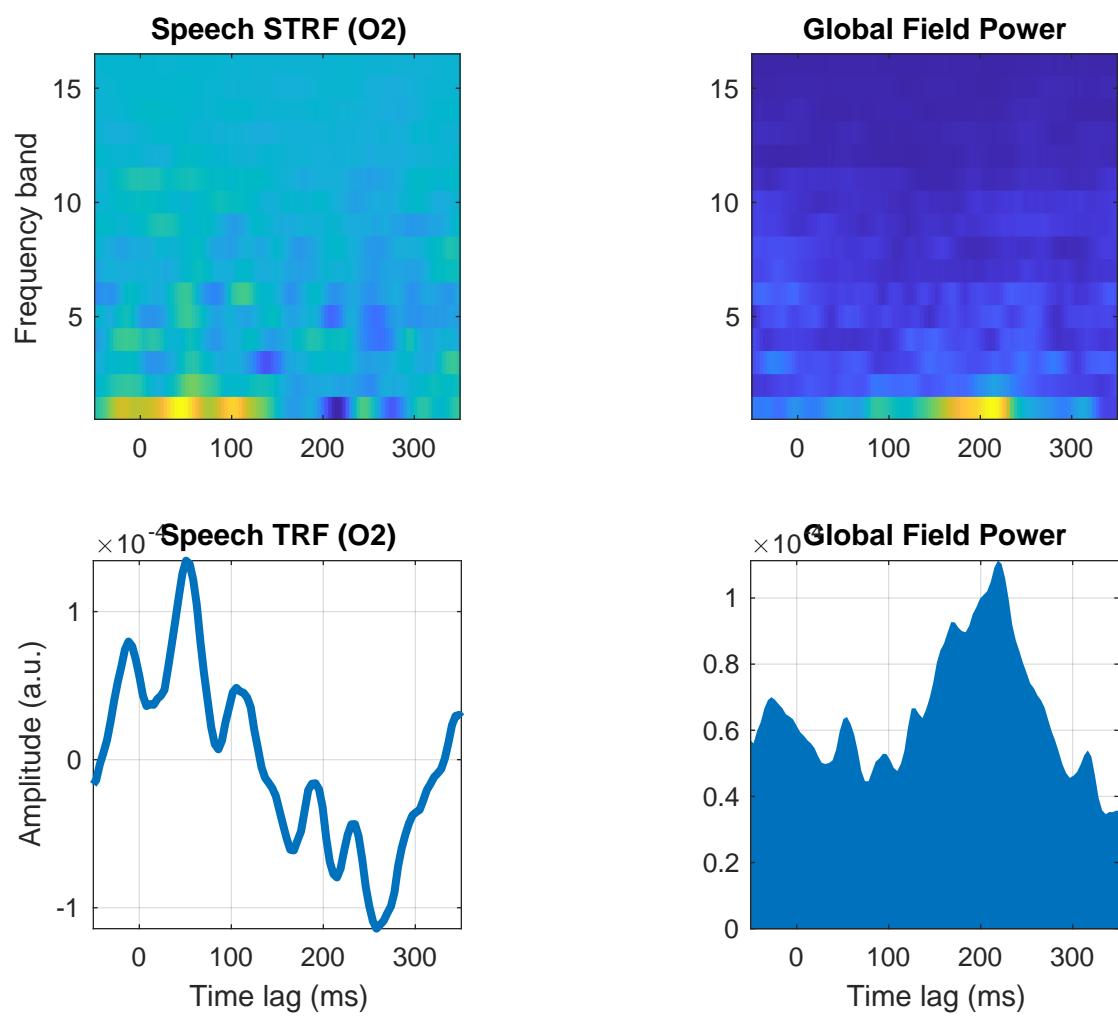 Speech STRF (O2)
Frequency band
15
10
5
0 100 200 300
Global Field Power
15
10
5
0 100 200 300
×10-4
Speech TRF (O2)
Amplitude (a.u.)
1
0
-1
0 100 200 300
Time lag (ms)
×10-4
Global Field Power
1
0.8
0.6
0.4
0.2
0
0 100 200 300
Time lag (ms)